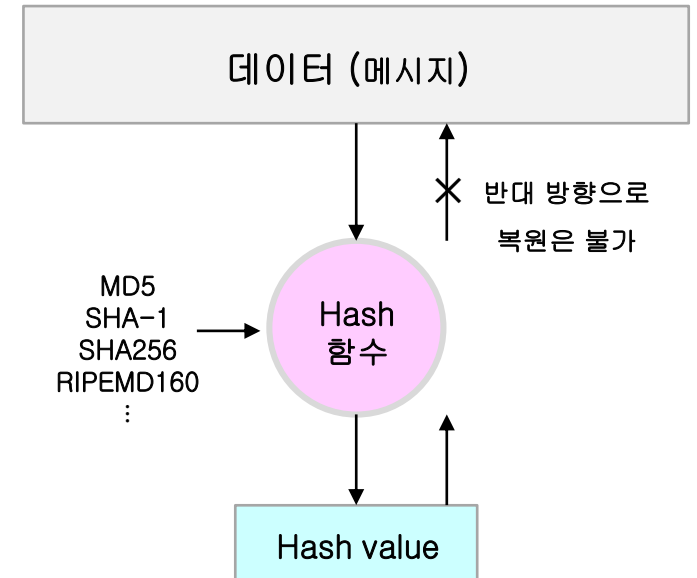 데이터 (메시지)
반대 방향으로
복원은 불가
MD5
SHA-1
SHA256
RIPEMD160
⋮
Hash
함수
Hash value